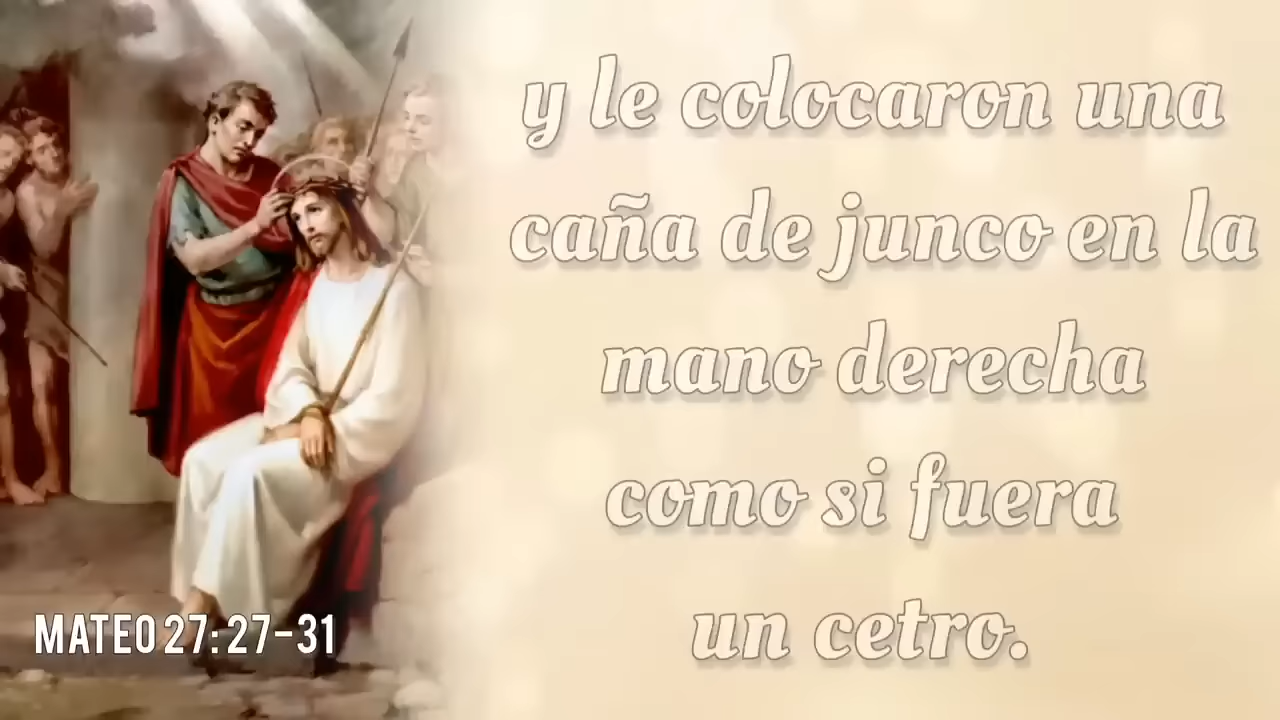 y le colocaron una
caña de junco en la
mano derecha
como si fuera
un cetro.
MATEO 27:27-31